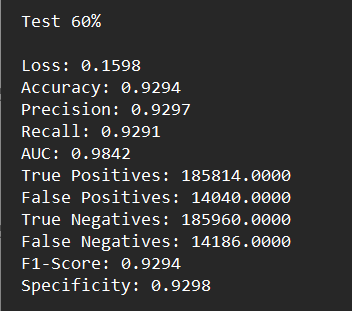 Test 60%
Loss: 0.1598
Accuracy: 0.9294
Precision: 0.9297
Recall: 0.9291
AUC: 0.9842
True Positives: 185814.0000
False Positives: 14040.0000
True Negatives: 185960.0000
False Negatives: 14186.0000
F1-Score: 0.9294
Specificity: 0.9298